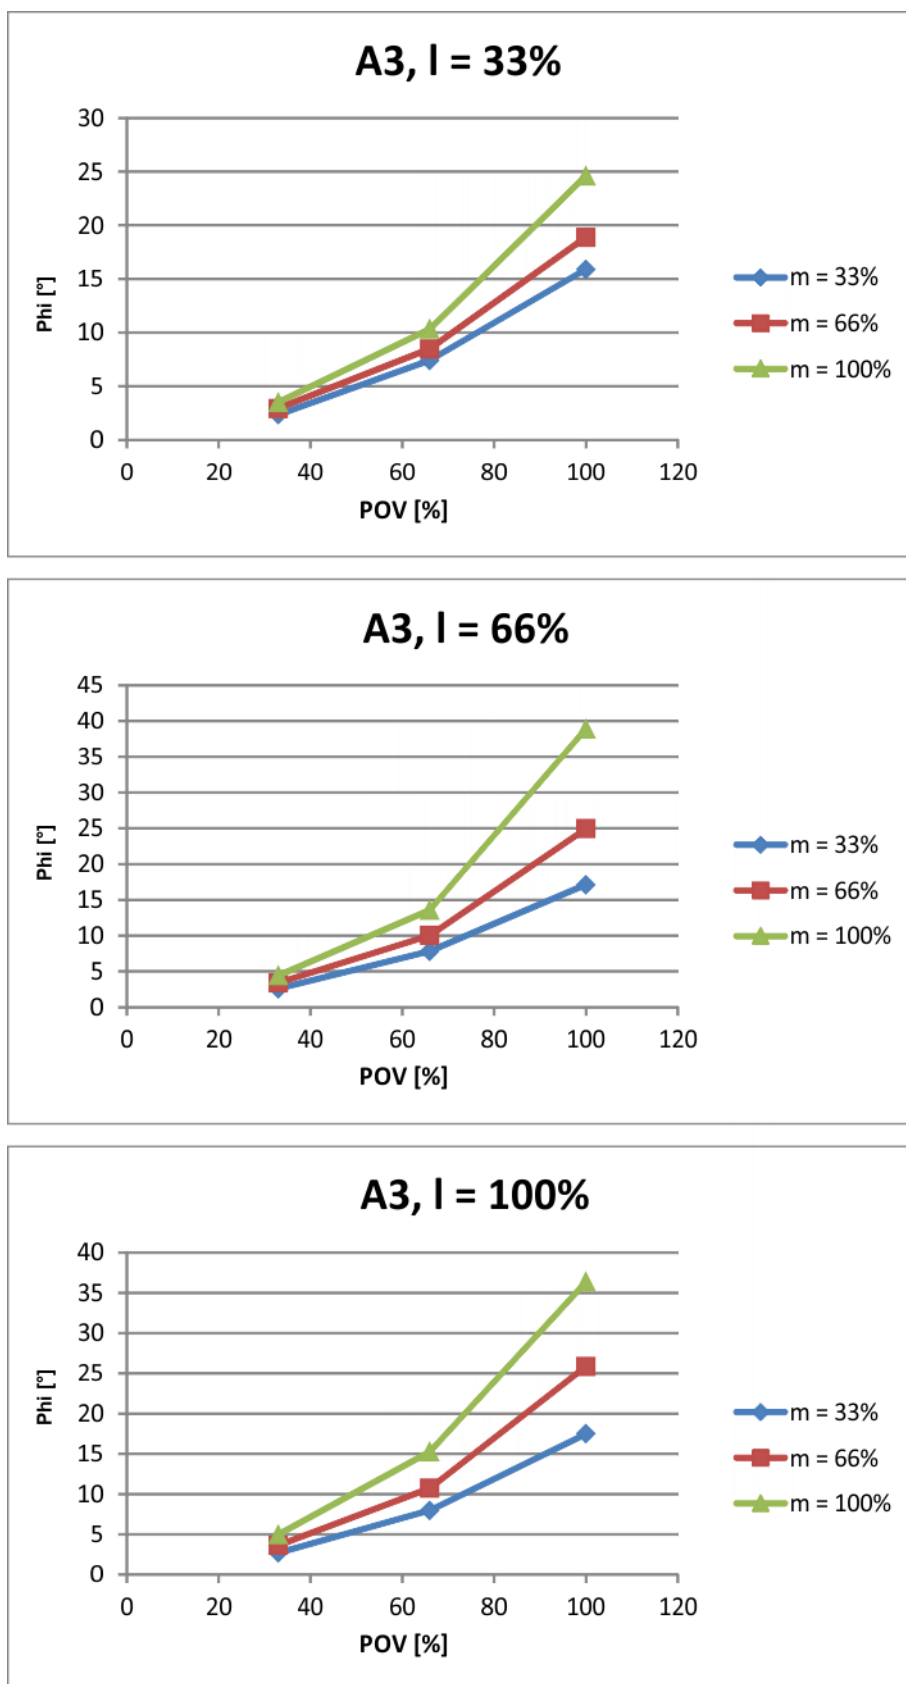 A3, l = 33%
30
25
20
15
10
5
0
Phi [°]
0 20 40 60 80 100 120
POV [%]
m = 33%
m = 66%
m = 100%
A3, l = 66%
45
40
35
30
25
20
15
10
5
0
Phi [°]
0 20 40 60 80 100 120
POV [%]
m = 33%
m = 66%
m = 100%
A3, l = 100%
40
35
30
25
20
15
10
5
0
Phi [°]
0 20 40 60 80 100 120
POV [%]
m = 33%
m = 66%
m = 100%